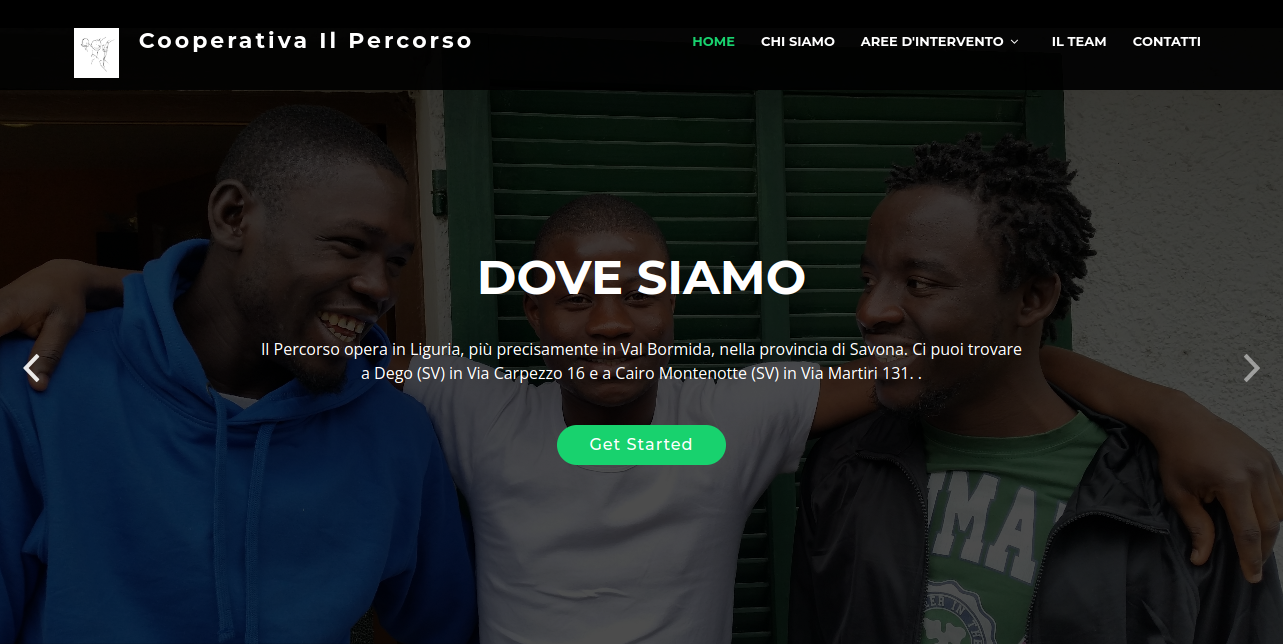 Cooperativa Il Percorso
HOME CHI SIAMO AREE D'INTERVENTO IL TEAM CONTATTI
DOVE SIAMO
Il Percorso opera in Liguria, più precisamente in Val Bormida, nella provincia di Savona. Ci puoi trovare
a Dego (SV) in Via Carpezzo 16 e a Cairo Montenotte (SV) in Via Martiri 131. .
Get Started